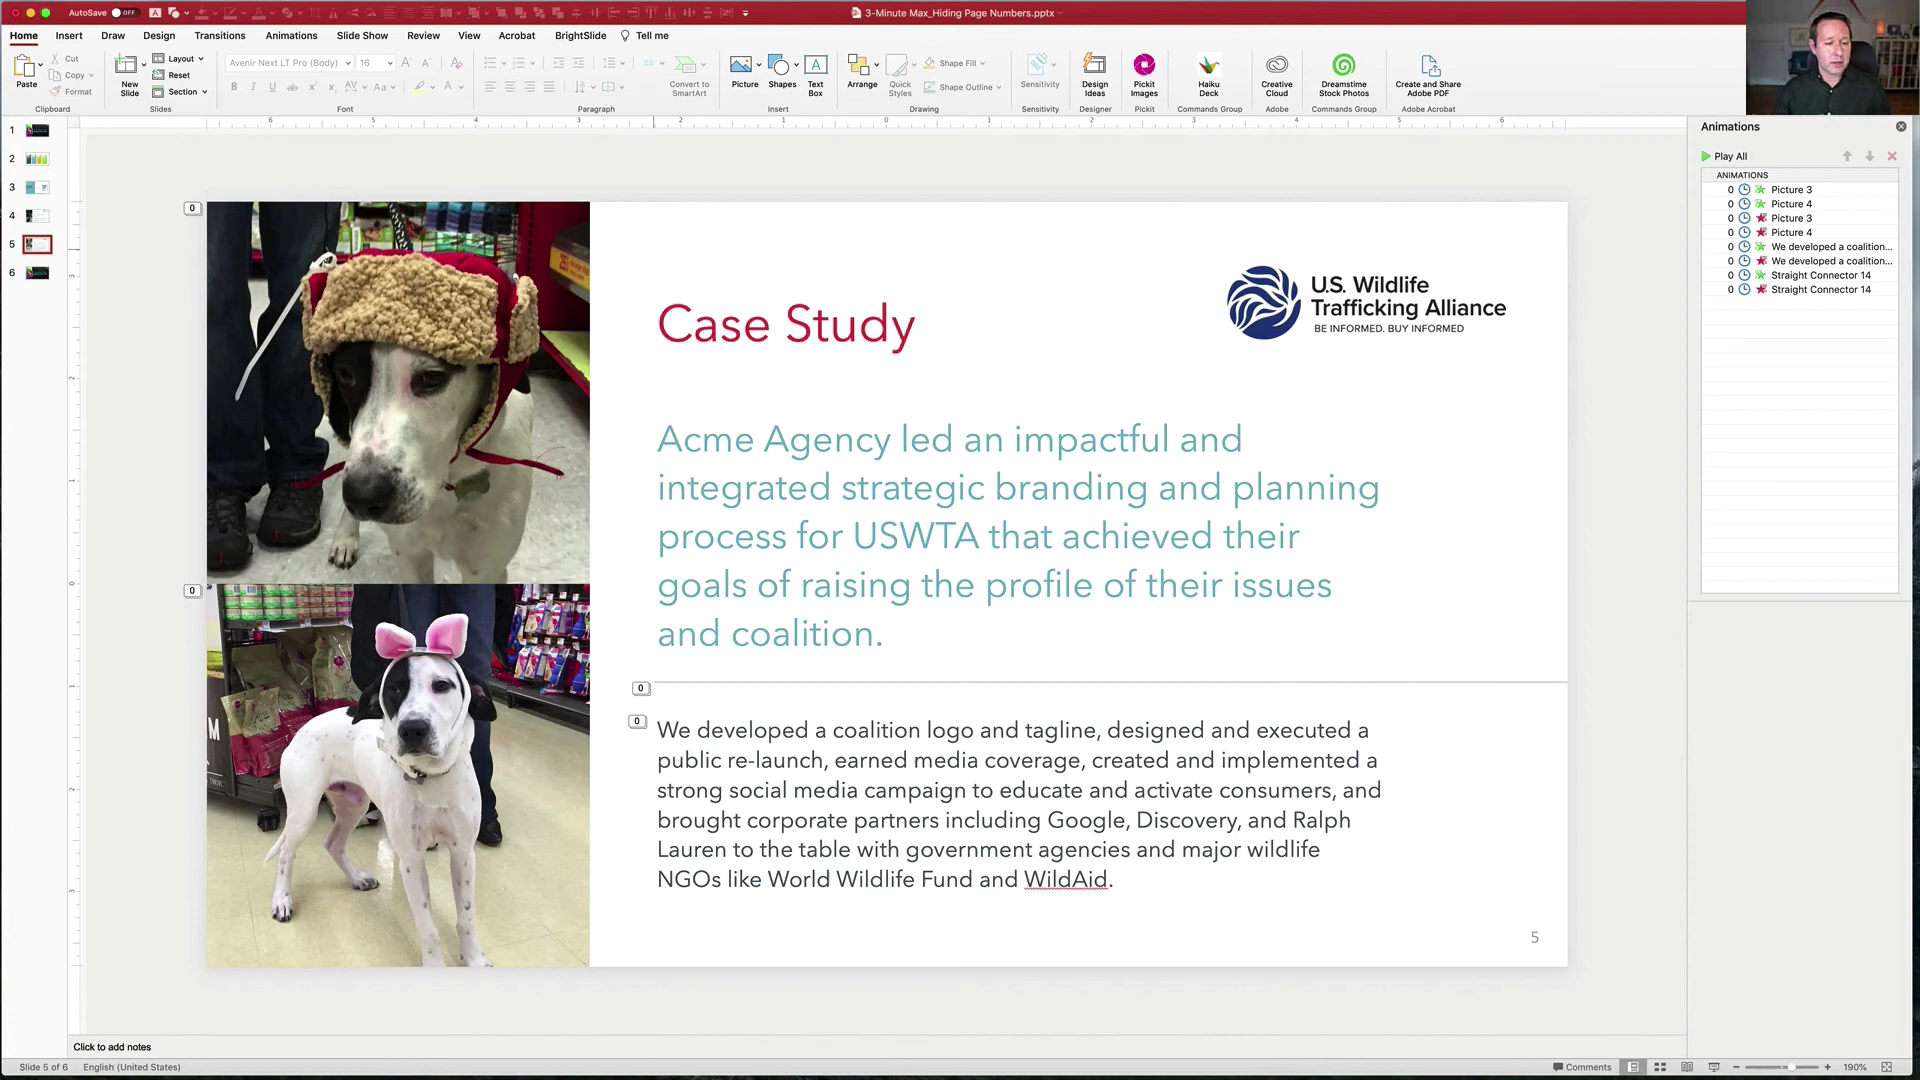 AutoSave OFF
3-Minute Max_Hiding Page Numbers.pptx
Home Insert Draw Design Transitions Animations Slide Show Review View Acrobat BrightSlide Tell me
Paste
Cut
Copy
Format
Clipboard
New Slide
Layout
Reset
Section
Slides
Avenir Next LT Pro (Body) 16
Font
Convert to SmartArt
Paragraph
Picture
Shapes
Text Box
Insert
Arrange
Quick Styles
Shape Fill
Shape Outline
Drawing
Sensitivity
Sensitivity
Design Ideas
Designer
Pickit Images
Pickit
Haiku Deck
Commands Group
Creative Cloud
Adobe
Dreamstime Stock Photos
Commands Group
Create and Share Adobe PDF
Adobe Acrobat
1
2
3
4
5
6
Case Study
U.S. Wildlife
Trafficking Alliance
BE INFORMED. BUY INFORMED
Acme Agency led an impactful and
integrated strategic branding and planning
process for USWTA that achieved their
goals of raising the profile of their issues
and coalition.
We developed a coalition logo and tagline, designed and executed a
public re-launch, earned media coverage, created and implemented a
strong social media campaign to educate and activate consumers, and
brought corporate partners including Google, Discovery, and Ralph
Lauren to the table with government agencies and major wildlife
NGOs like World Wildlife Fund and WildAid.
5
Animations
Play All
ANIMATIONS
0 Picture 3
0 Picture 4
0 Picture 3
0 Picture 4
0 We developed a coalition...
0 We developed a coalition...
0 Straight Connector 14
0 Straight Connector 14
Click to add notes
Slide 5 of 6 English (United States)
Comments
190%